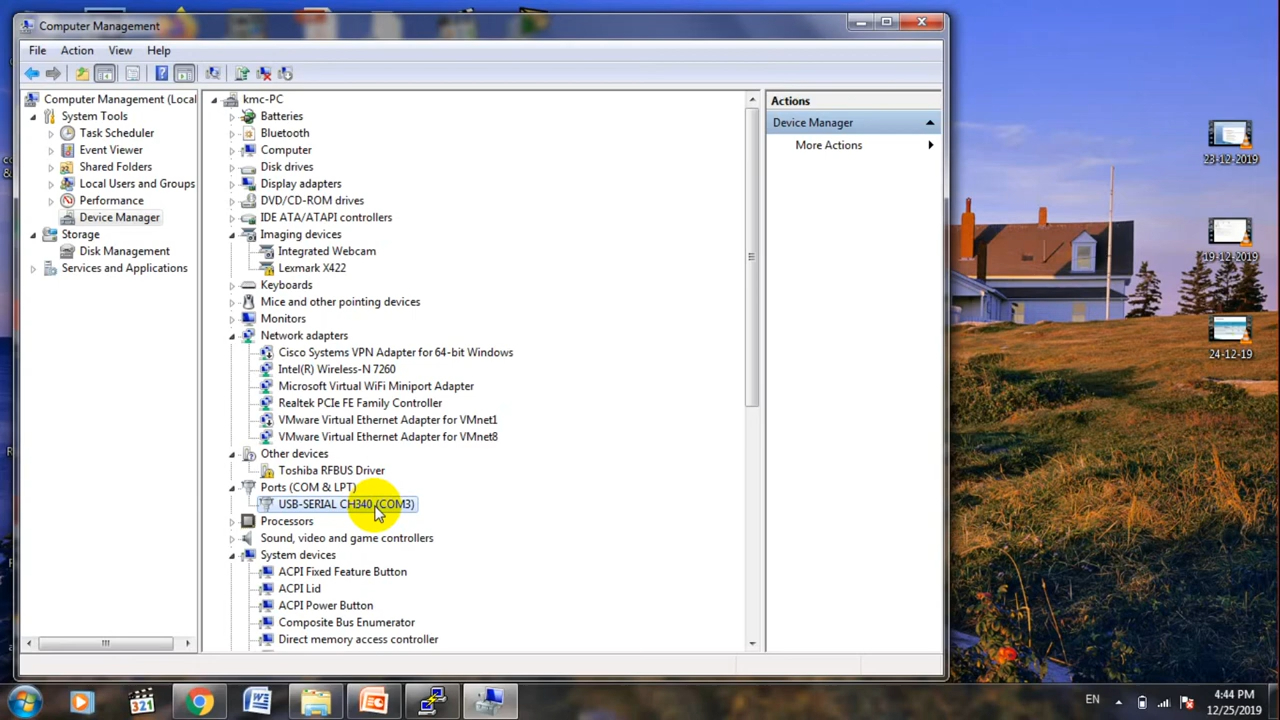 Computer Management
File Action View Help
Computer Management (Local
System Tools
Task Scheduler
Event Viewer
Shared Folders
Local Users and Groups
Performance
Device Manager
Storage
Disk Management
Services and Applications
kmc-PC
Batteries
Bluetooth
Computer
Disk drives
Display adapters
DVD/CD-ROM drives
IDE ATA/ATAPI controllers
Imaging devices
Integrated Webcam
Lexmark X422
Keyboards
Mice and other pointing devices
Monitors
Network adapters
Cisco Systems VPN Adapter for 64-bit Windows
Intel(R) Wireless-N 7260
Microsoft Virtual WiFi Miniport Adapter
Realtek PCIe FE Family Controller
VMware Virtual Ethernet Adapter for VMnet1
VMware Virtual Ethernet Adapter for VMnet8
Other devices
Toshiba RFBUS Driver
Ports (COM & LPT)
USB-SERIAL CH340 (COM3)
Processors
Sound, video and game controllers
System devices
ACPI Fixed Feature Button
ACPI Lid
ACPI Power Button
Composite Bus Enumerator
Direct memory access controller
Actions
Device Manager
More Actions
23-12-2019
19-12-2019
24-12-19
321
EN
4:44 PM
12/25/2019